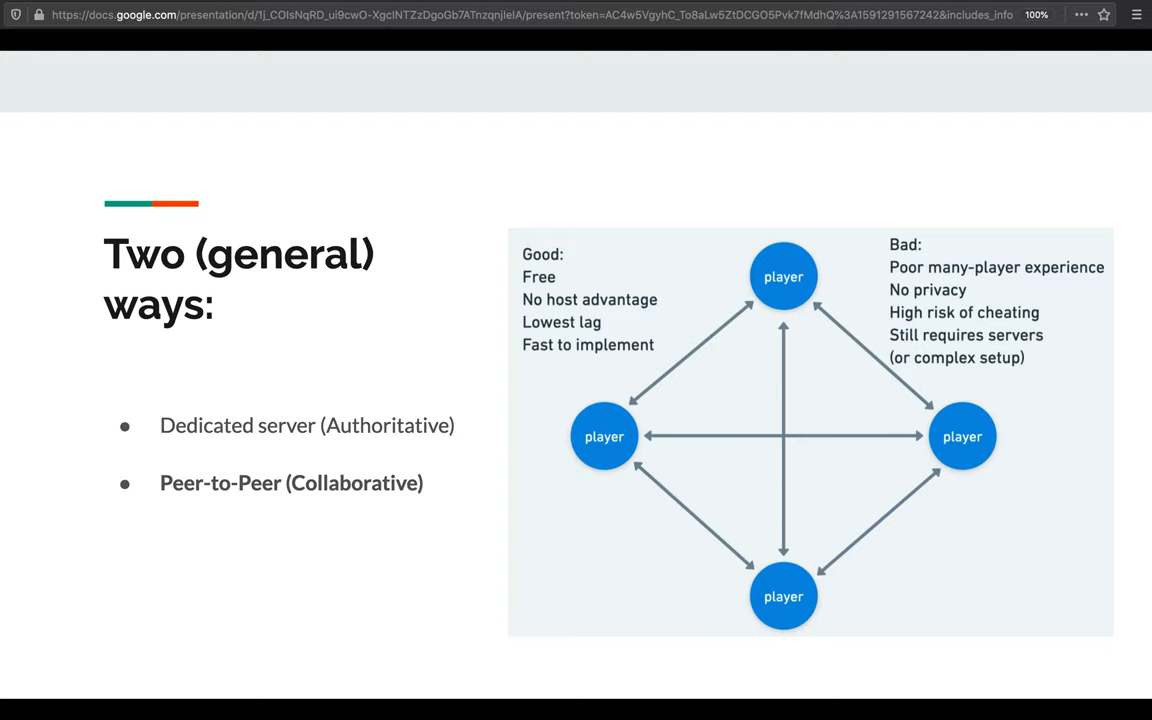 https://docs.google.com/presentation/d/1j_COIsNqRD_ui9cwO-XgcINTZzDgoGb7ATnzqnjIeIA/present?token=AC4w5VgyhC_To8aLw5ZtDCGO5Pvk7fMdhQ%3A1591291567242&includes_info
100%
Two (general)
ways:
● Dedicated server (Authoritative)
● Peer-to-Peer (Collaborative)
Good:
Free
No host advantage
Lowest lag
Fast to implement
Bad:
Poor many-player experience
No privacy
High risk of cheating
Still requires servers
(or complex setup)
player
player
player
player